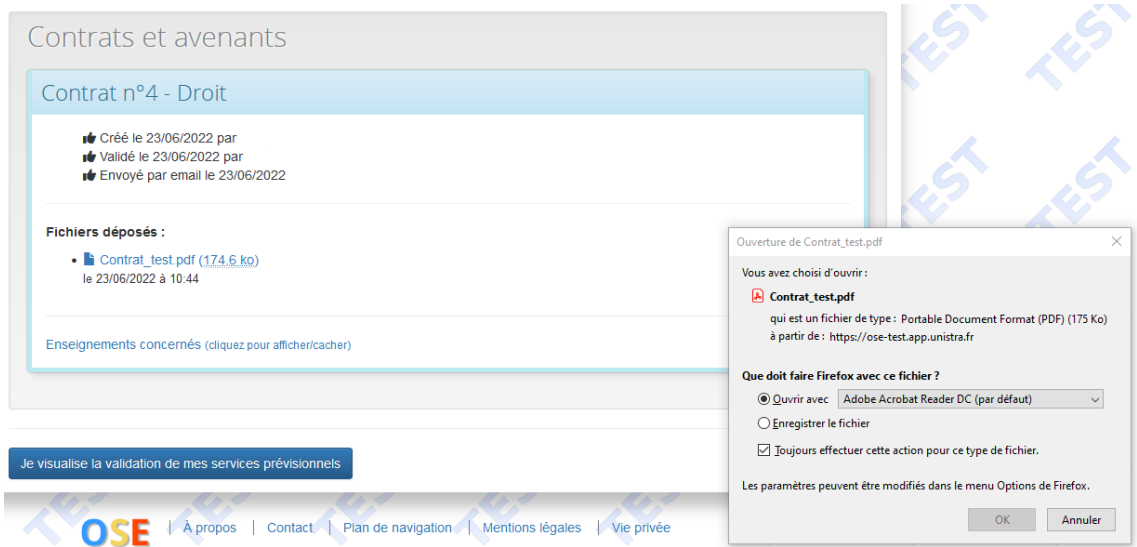 Contrats et avenants
Contrat n°4 - Droit
Créé le 23/06/2022 par
Validé le 23/06/2022 par
Envoyé par email le 23/06/2022
Fichiers déposés :
• Contrat_test.pdf (174,6 ko)
le 23/06/2022 à 10:44
Enseignements concernés (cliquez pour afficher/cacher)
Je visualise la validation de mes services prévisionnels
OSE | À propos | Contact | Plan de navigation | Mentions légales | Vie privée
Ouverture de Contrat_test.pdf
Vous avez choisi d'ouvrir :
Contrat_test.pdf
qui est un fichier de type : Portable Document Format (PDF) (175 Ko)
à partir de : https://ose-test.app.unistra.fr
Que doit faire Firefox avec ce fichier ?
Ouvrir avec Adobe Acrobat Reader DC (par défaut)
Enregistrer le fichier
Toujours effectuer cette action pour ce type de fichier.
Les paramètres peuvent être modifiés dans le menu Options de Firefox.
OK Annuler
TEST TEST
TEST TEST
TEST TEST TEST TEST